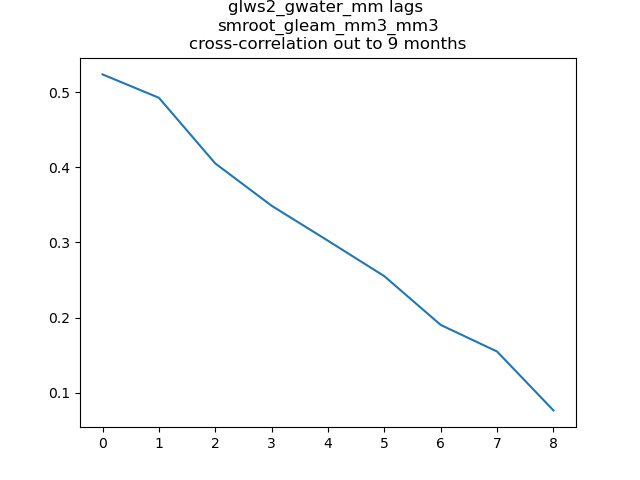 glws2_gwater_mm lags
smroot_gleam_mm3_mm3
cross-correlation out to 9 months
0.5
0.4
0.3
0.2
0.1
0 1 2 3 4 5 6 7 8